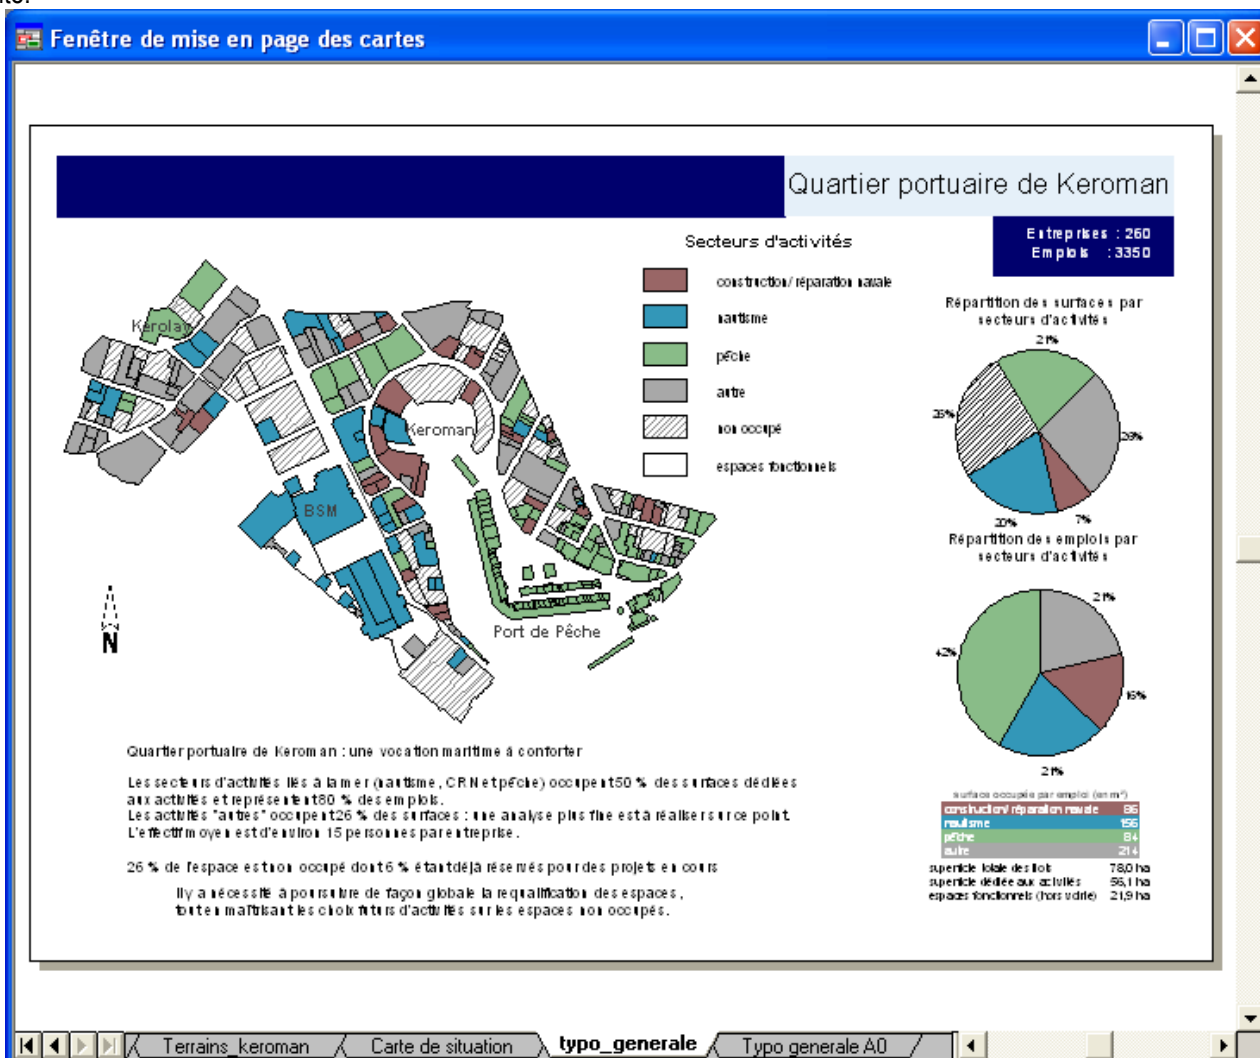 Fenêtre de mise en page des cartes
Quartier portuaire de Keroman
Entreprises : 260
Emplois : 3350
Secteurs d'activités
construction/ réparation navale
nautisme
pêche
autre
non occupé
espaces fonctionnels
Kerolay
Keroman
BSM
Port de Pêche
N
Répartition des surfaces par
secteurs d'activités
21%
26%
7%
20%
Répartition des emplois par
secteurs d'activités
21%
42%
16%
21%
surface occupée par emploi (en m²)
construction/ réparation navale 86
nautisme 156
pêche 84
autre 214
superficie totale des îlots 78,0 ha
superficie dédiée aux activités 56,1 ha
espaces fonctionnels (hors voirie) 21,9 ha
Quartier portuaire de Keroman : une vocation maritime à conforter
Les secteurs d'activités liés à la mer (nautisme, CRN et pêche) occupent 50 % des surfaces dédiées
aux activités et représentent 80 % des emplois.
Les activités "autres" occupent 26 % des surfaces : une analyse plus fine est à réaliser sur ce point.
L'effectif moyen est d'environ 15 personnes par entreprise.
26 % de l'espace est non occupé dont 6 % étant déjà réservés pour des projets en cours
Il y a nécessité à poursuivre de façon globale la requalification des espaces,
tout en maîtrisant les choix futurs d'activités sur les espaces non occupés.
Terrains_keroman
Carte de situation
typo_generale
Typo generale A0